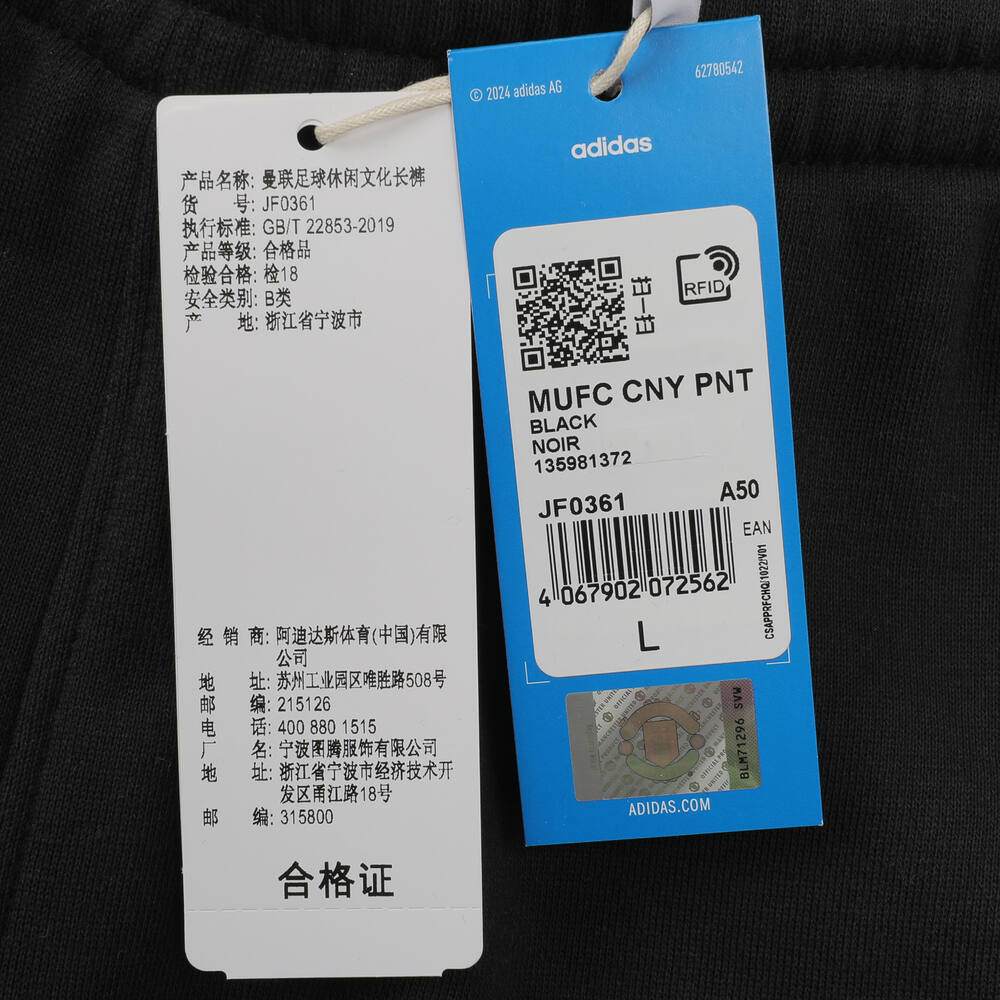 产品名称: 曼联足球休闲文化长裤
货 号: JF0361
执行标准: GB/T 22853-2019
产品等级: 合格品
检验合格: 检18
安全类别: B类
产 地: 浙江省宁波市
经 销 商: 阿迪达斯体育(中国)有限
公司
地 址: 苏州工业园区唯胜路508号
邮 编: 215126
电 话: 400 880 1515
厂 名: 宁波图腾服饰有限公司
地 址: 浙江省宁波市经济技术开
发区甬江路18号
邮 编: 315800
合格证
© 2024 adidas AG
62780542
adidas
扫一扫
RFID
MUFC CNY PNT
BLACK
NOIR
135981372
JF0361
A50
EAN
4 067902 072562
CSAPPRFCHQ/1022/V01
L
BLM71296 SVW
ADIDAS.COM